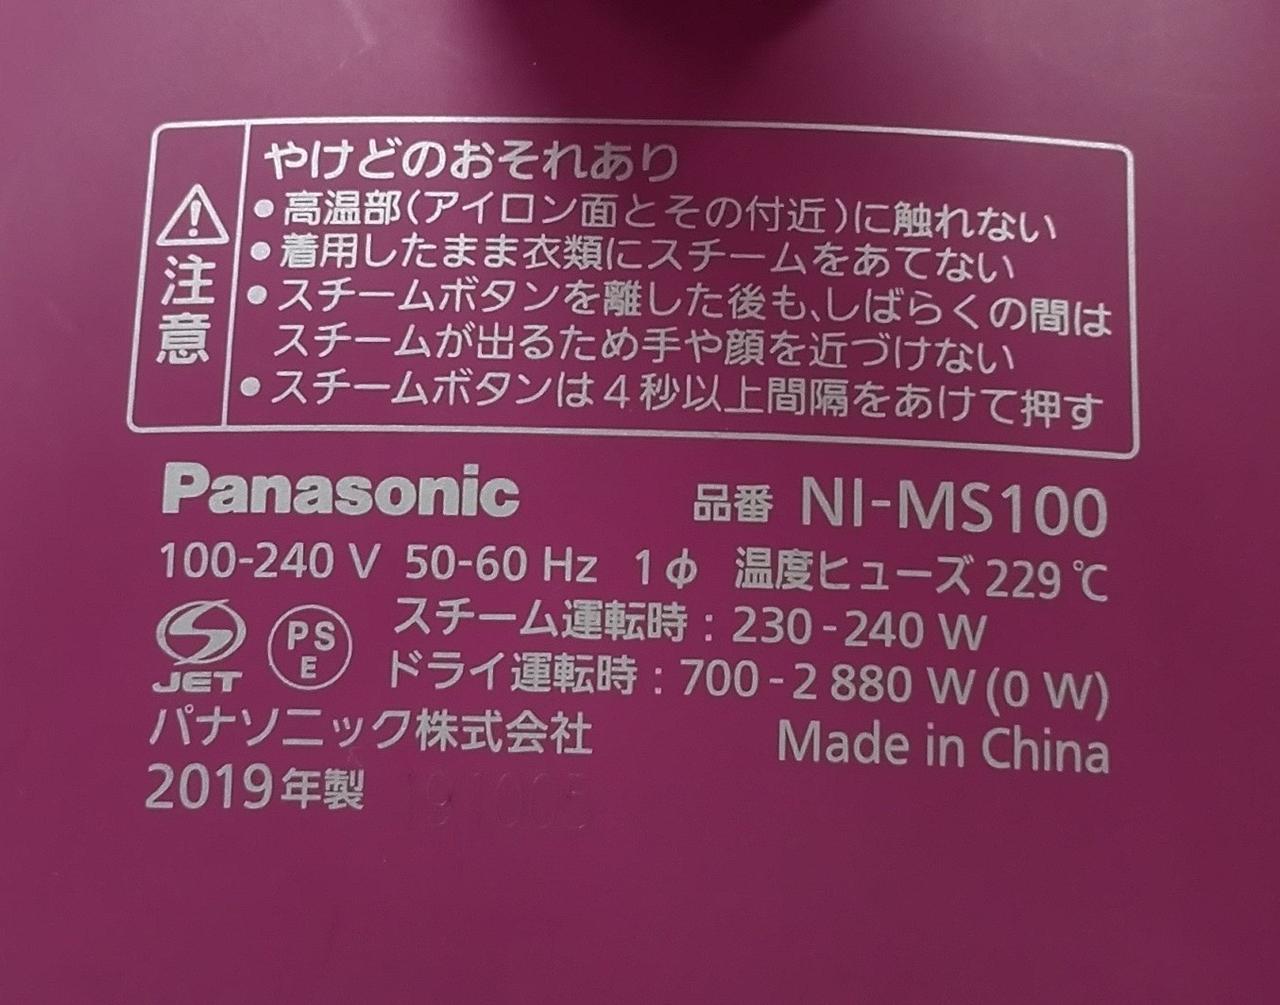 やけどのおそれあり
注意
●高温部(アイロン面とその付近)に触れない
●着用したまま衣類にスチームをあてない
●スチームボタンを離した後も、しばらくの間は
スチームが出るため手や顔を近づけない
●スチームボタンは4秒以上間隔をあけて押す
Panasonic 品番 NI-MS100
100-240 V 50-60 Hz 1ϕ 温度ヒューズ 229℃
スチーム運転時：230-240 W
JET PSE ドライ運転時：700-2 880 W (0 W)
パナソニック株式会社 Made in China
2019年製